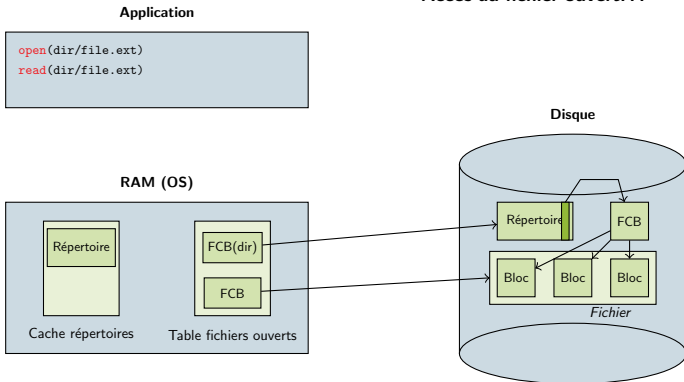 Application
open(dir/file.ext)
read(dir/file.ext)
Disque
RAM (OS)
Répertoire
FCB(dir)
FCB
Cache répertoires
Table fichiers ouverts
Répertoire
FCB
Bloc
Bloc
Bloc
Fichier